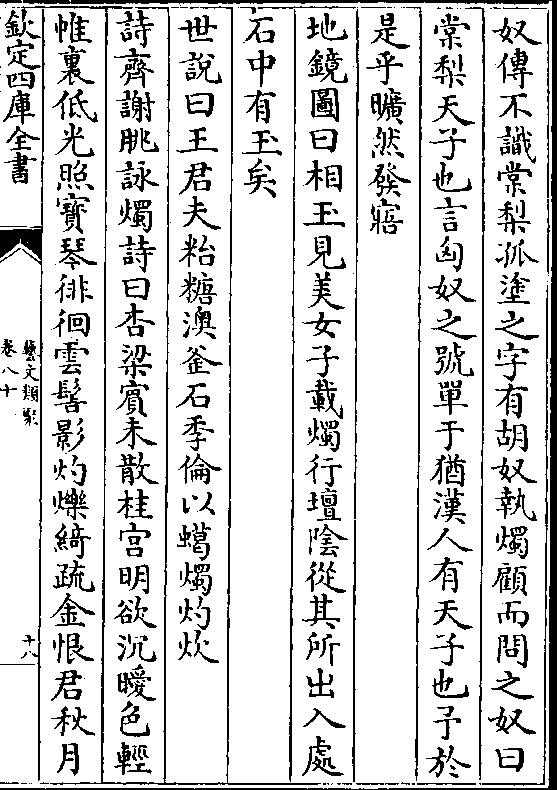 奴傳不識棠梨孤塗之字有胡奴執燭顧而問之奴曰
棠梨天子也言匈奴之號單于猶漢人有天子也予於
是乎曠然發寤
地鏡圖曰相玉見美女子載燭行壇陰從其所出入處
石中有玉矣
世說曰王君夫粭糖澳釡石季倫以蠟燭灼炊
詩齊謝朓詠燭詩曰杏梁賓未散桂宮明欲沉曖色輕
帷裏低光照寶琴徘徊雲髻影灼爍綺疏金恨君秋月
欽定四庫全書
藝文類聚
卷八十
十八